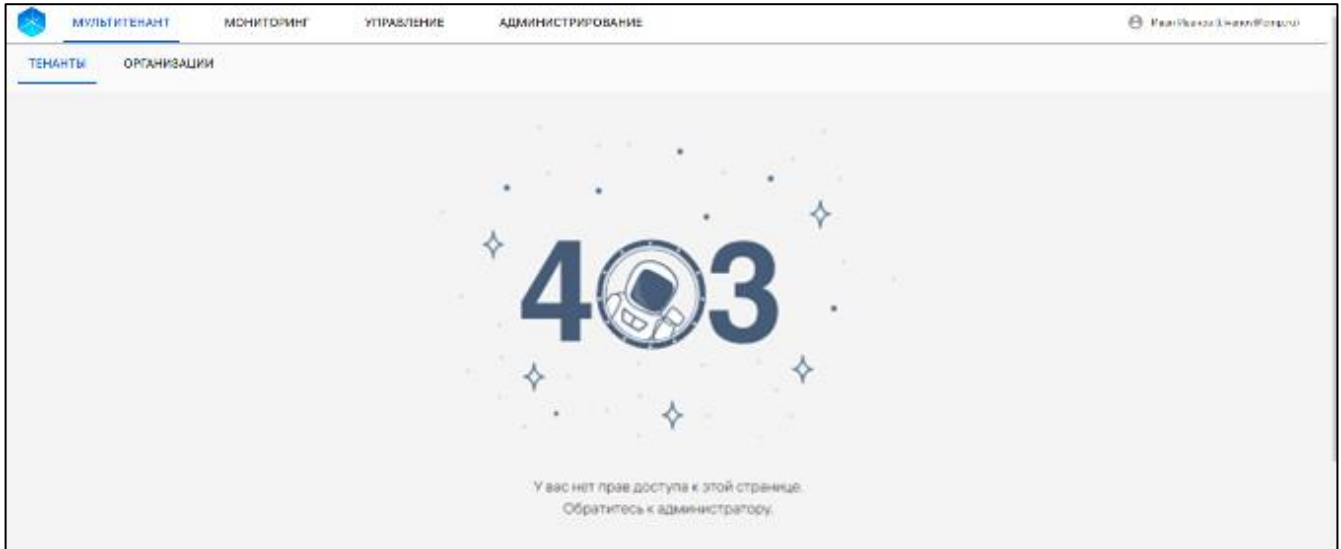 МУЛЬТИТЕНАНТ МОНИТОРИНГ УПРАВЛЕНИЕ АДМИНИСТРИРОВАНИЕ
ТЕНАНТЫ ОРГАНИЗАЦИИ
403
У вас нет прав доступа к этой странице.
Обратитесь к администратору.